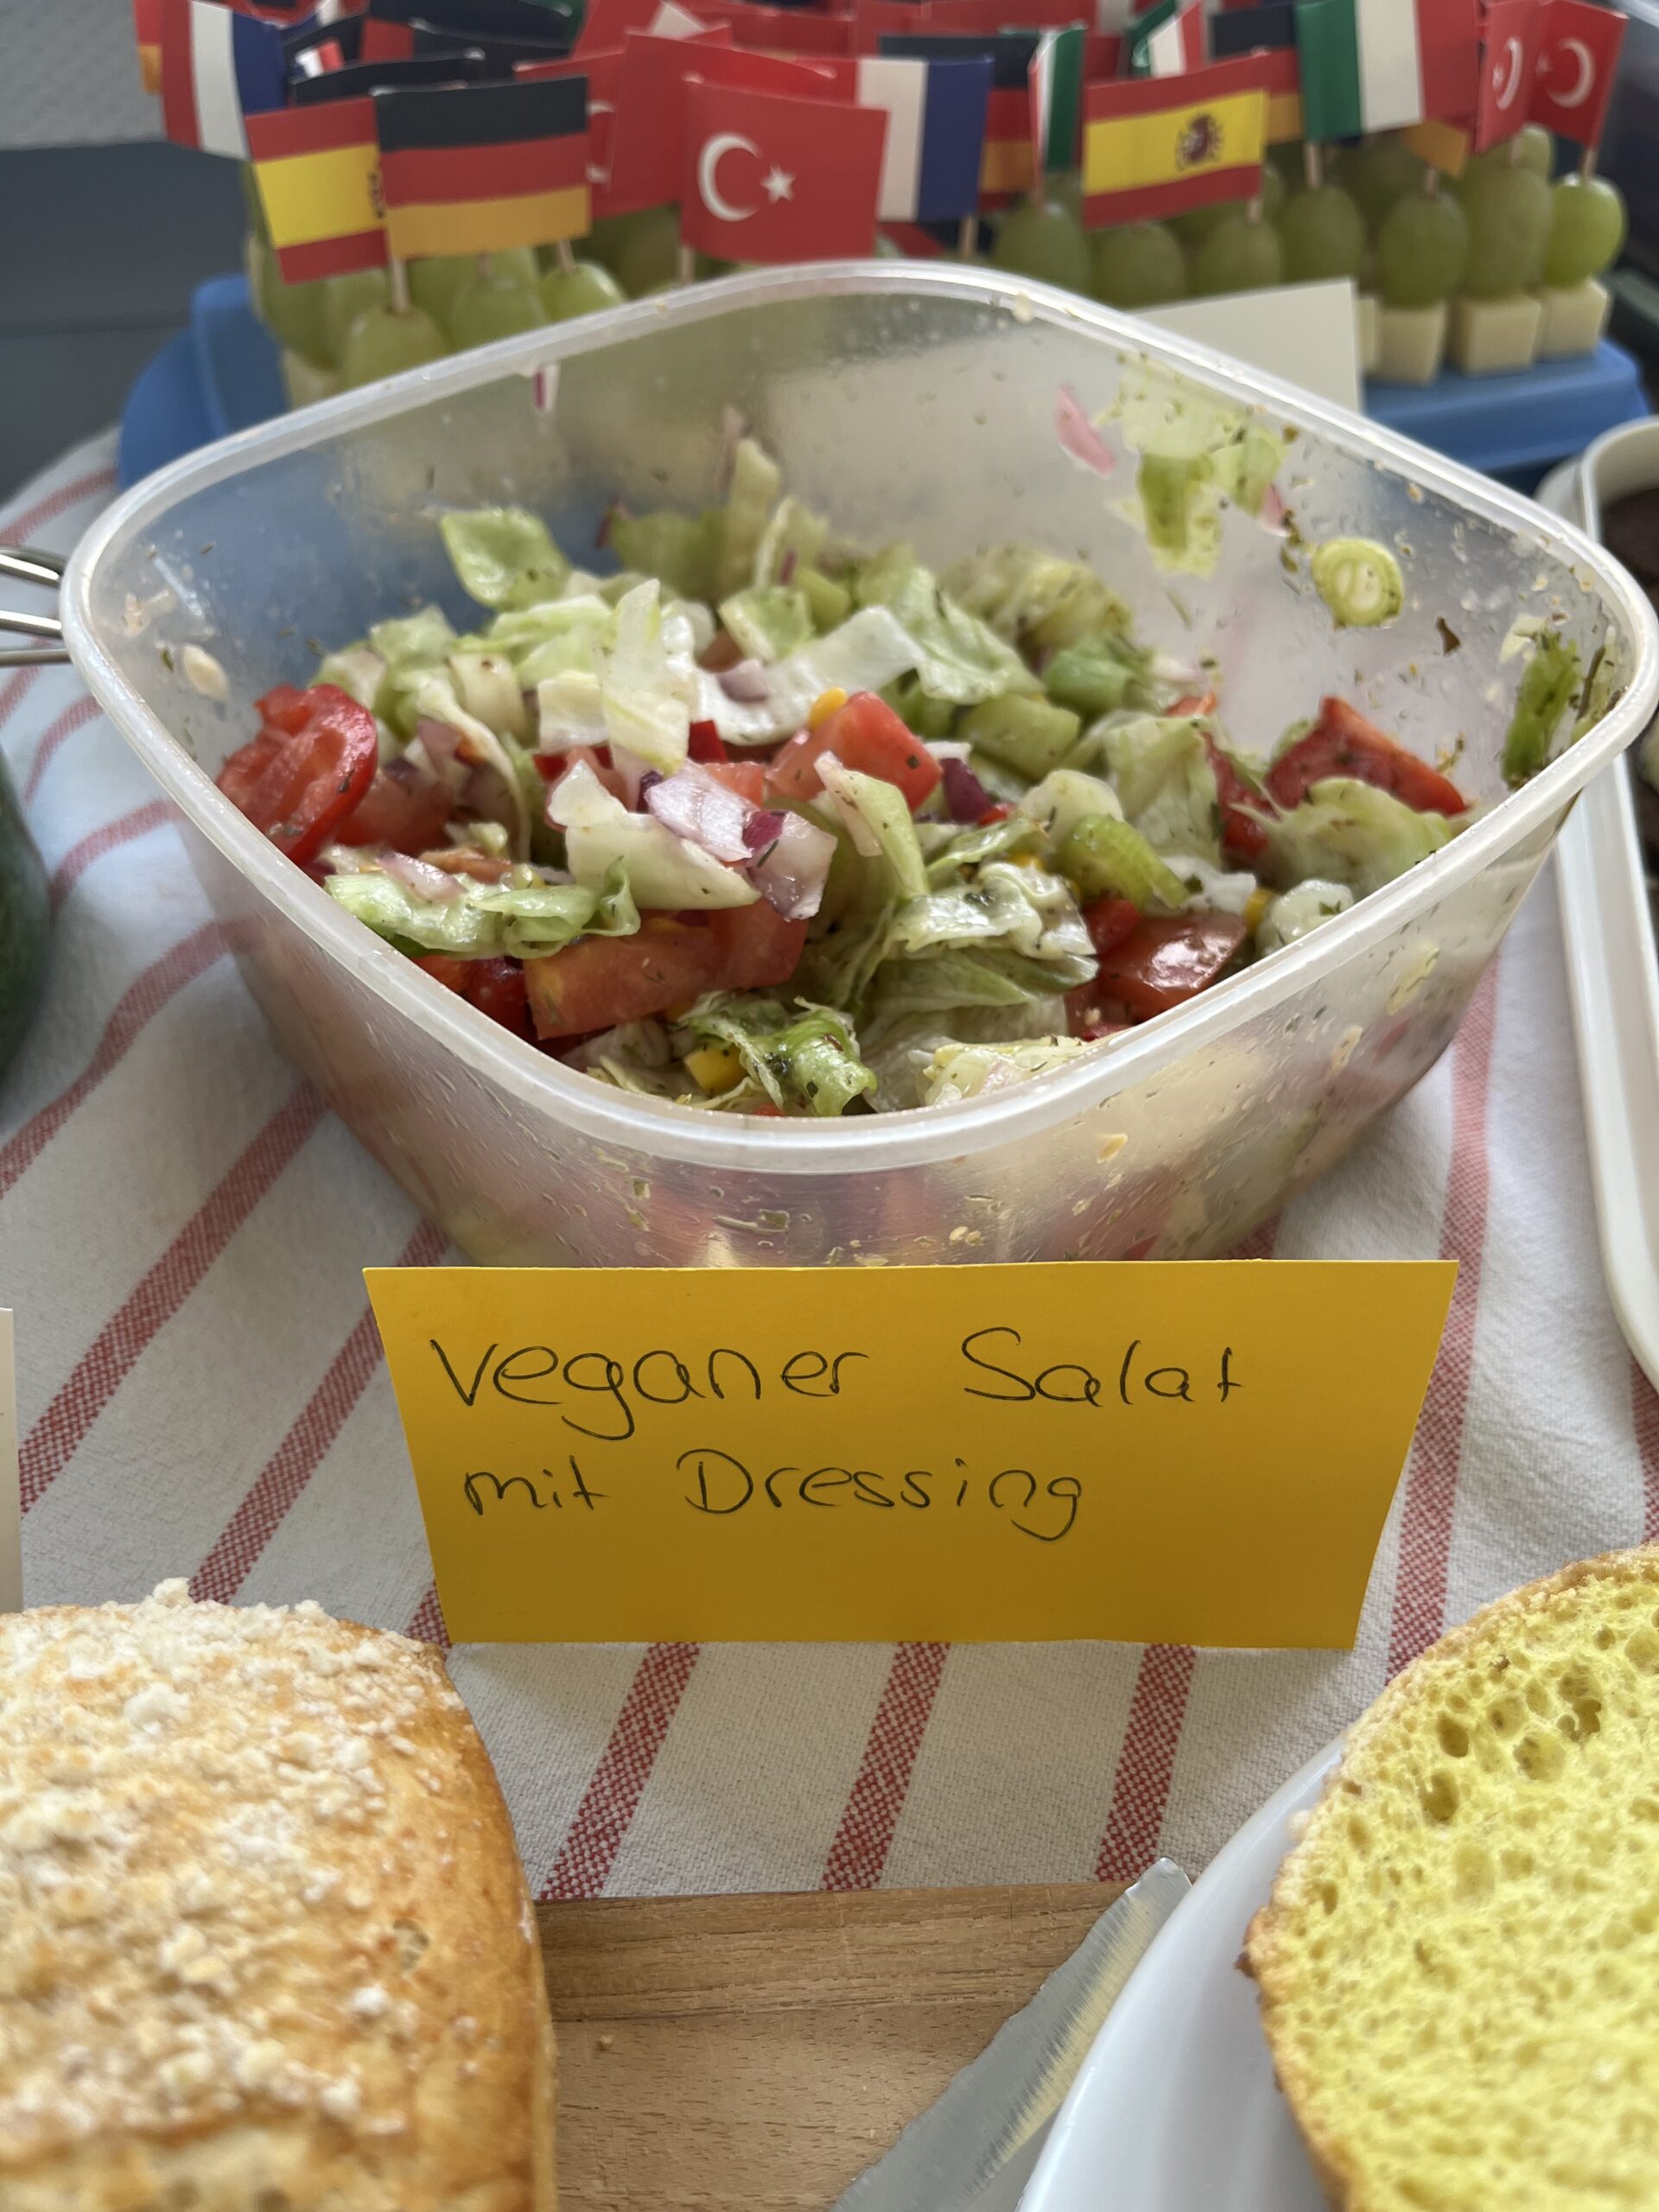 Veganer Salat
mit Dressing